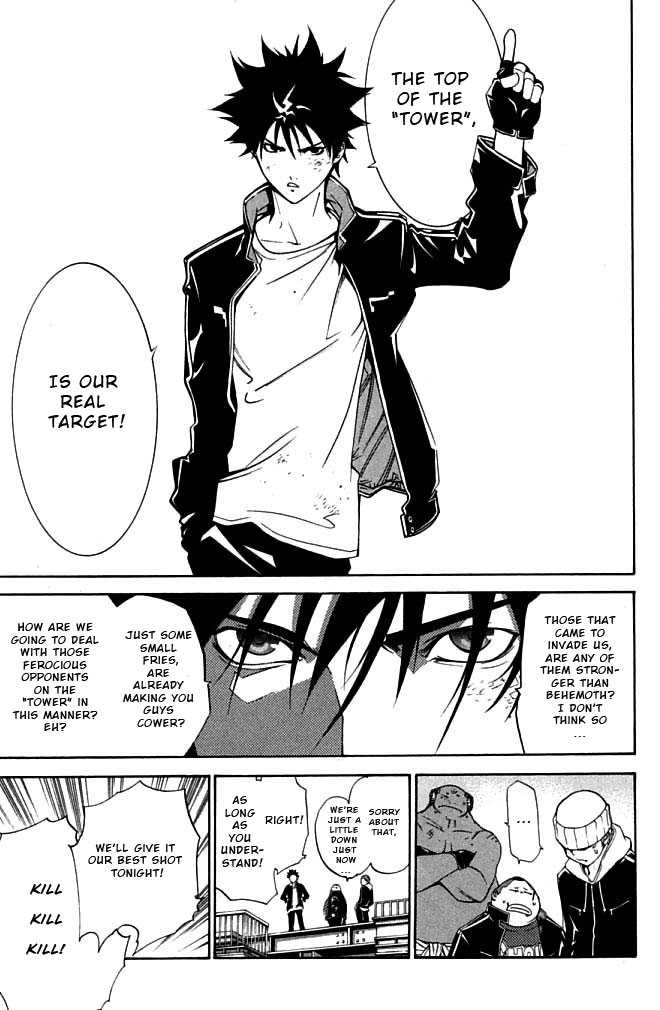 THE TOP
OF THE
"TOWER",
IS OUR
REAL
TARGET!
THOSE THAT
CAME TO
INVADE US,
ARE ANY OF
THEM STRON-
GER THAN
BEHEMOTH?
I DON'T
THINK SO
...
JUST SOME
SMALL
FRIES,
ARE
ALREADY
MAKING YOU
GUYS
COWER?
HOW ARE WE
GOING TO DEAL
WITH THOSE
FEROCIOUS
OPPONENTS
ON THE
"TOWER" IN
THIS MANNER?
EH?
...
SORRY
ABOUT
THAT,
WE'RE
JUST A
LITTLE
DOWN
JUST
NOW
...
RIGHT!
AS
LONG
AS
YOU
UNDER-
STAND!
WE'LL GIVE IT
OUR BEST SHOT
TONIGHT!
KILL
KILL
KILL!